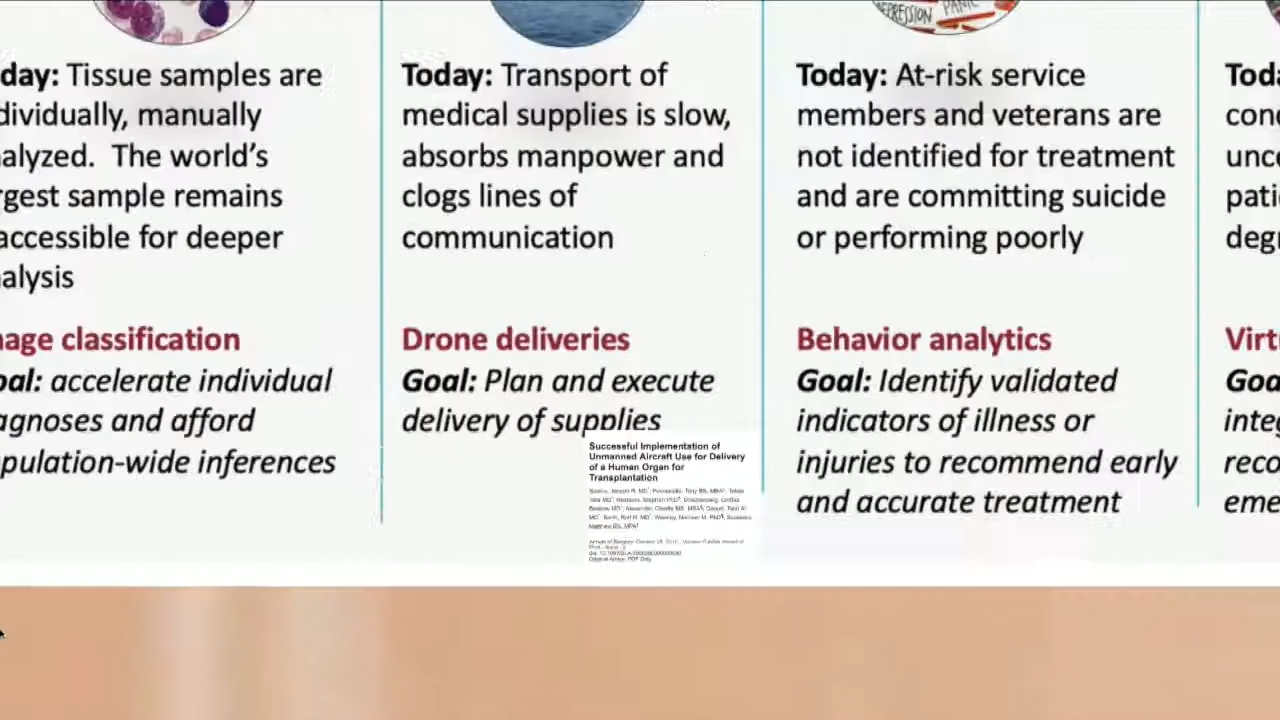 EPRESSION
PANIC
day: Tissue samples are
dividually, manually
alyzed. The world's
rgest sample remains
accessible for deeper
alysis
age classification
oal: accelerate individual
agnoses and afford
pulation-wide inferences
Today: Transport of
medical supplies is slow,
absorbs manpower and
clogs lines of
communication
Drone deliveries
Goal: Plan and execute
delivery of supplies
Successful Implementation of
Unmanned Aircraft Use for Delivery
of a Human Organ for
Transplantation
Today: At-risk service
members and veterans are
not identified for treatment
and are committing suicide
or performing poorly
Behavior analytics
Goal: Identify validated
indicators of illness or
injuries to recommend early
and accurate treatment
Toda
conc
unco
patie
degr
Virtu
Goa
integ
reco
eme